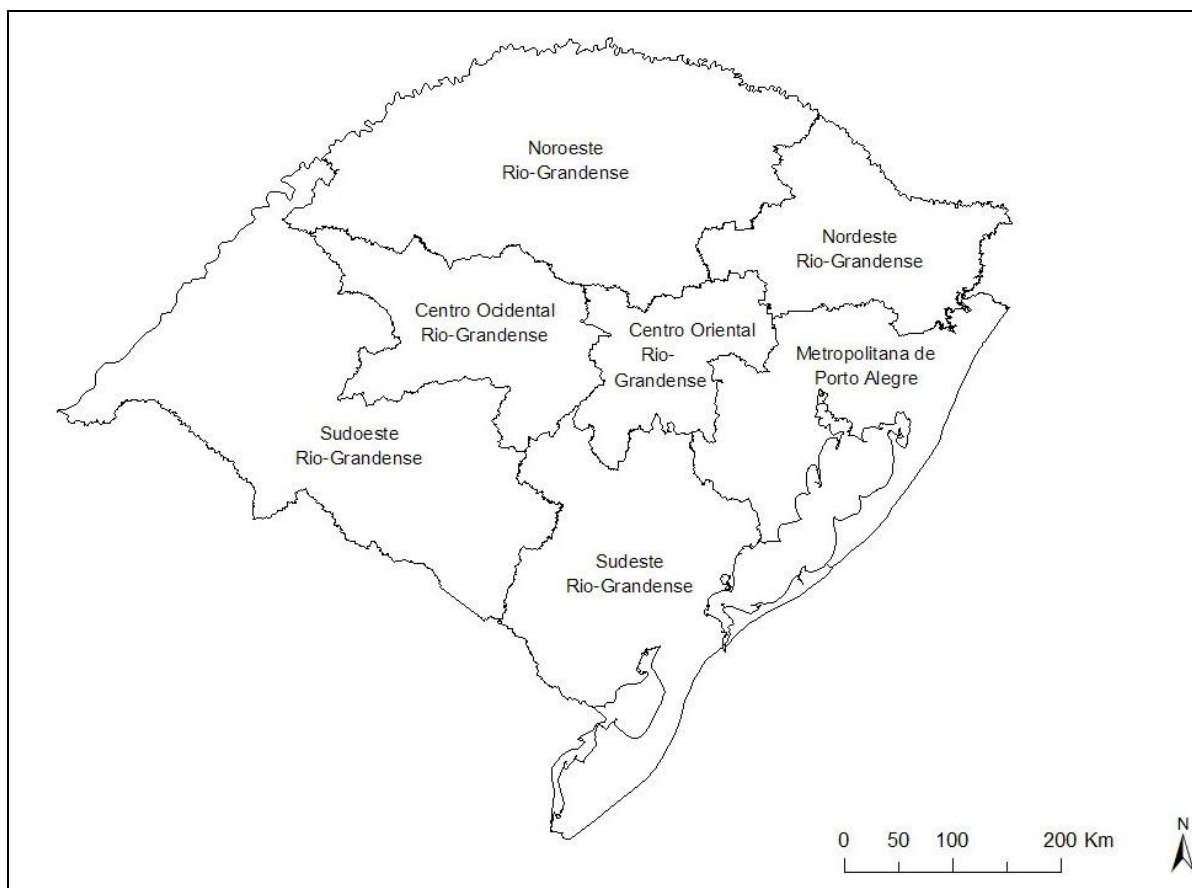 Noroeste
Rio-Grandense
Nordeste
Rio-Grandense
Centro Ocidental
Rio-Grandense
Centro Oriental
Rio-
Grandense
Metropolitana de
Porto Alegre
Sudoeste
Rio-Grandense
Sudeste
Rio-Grandense
0 50 100 200 Km
N